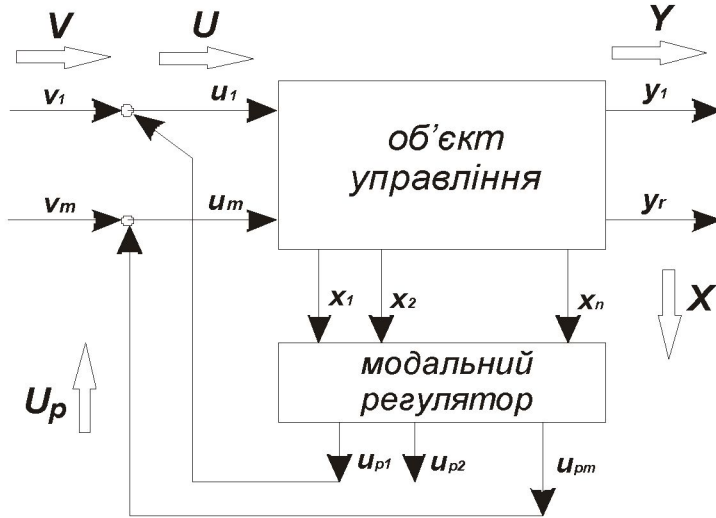 V U Y
v1 u1 y1
об’єкт
управління
vm um yr
x1 x2 xn X
модальний
регулятор
Up
up1 up2 upm